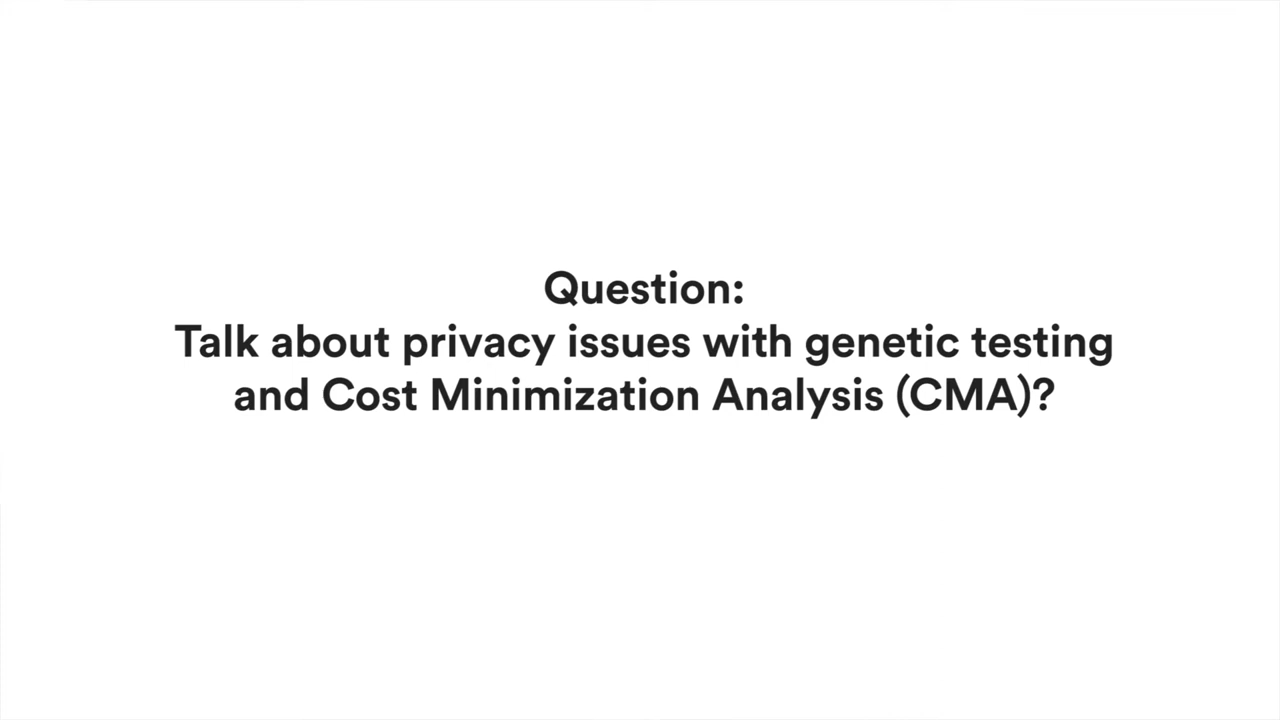 Question:
Talk about privacy issues with genetic testing
and Cost Minimization Analysis (CMA)?